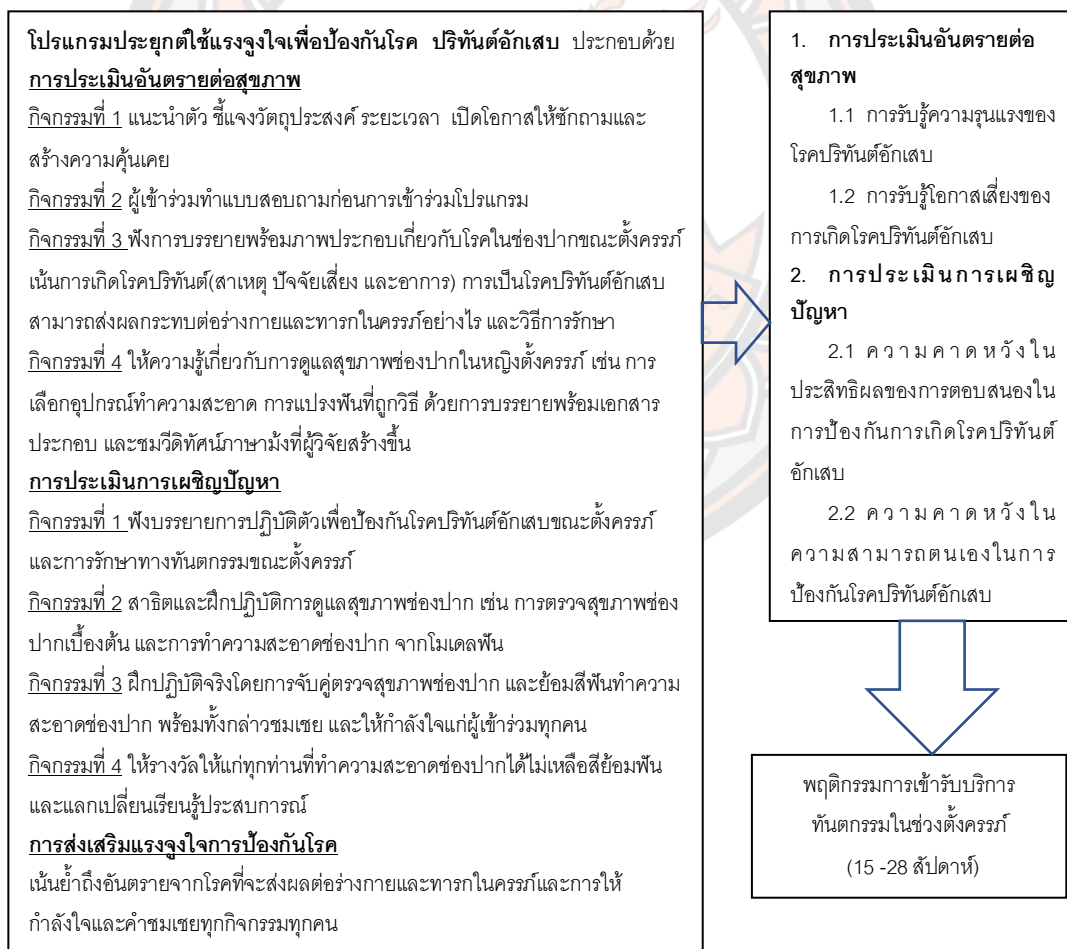 โปรแกรมประยุกต์ใช้แรงจูงใจเพื่อป้องกันโรค ปริทันต์อักเสบ ประกอบด้วย
การประเมินอันตรายต่อสุขภาพ
กิจกรรมที่ 1 แนะนำตัว ชี้แจงวัตถุประสงค์ ระยะเวลา เปิดโอกาสให้ซักถามและ
สร้างความคุ้นเคย
กิจกรรมที่ 2 ผู้เข้าร่วมทำแบบสอบถามก่อนการเข้าร่วมโปรแกรม
กิจกรรมที่ 3 ฟังการบรรยายพร้อมภาพประกอบเกี่ยวกับโรคในช่องปากขณะตั้งครรภ์
เน้นการเกิดโรคปริทันต์(สาเหตุ ปัจจัยเสี่ยง และอาการ) การเป็นโรคปริทันต์อักเสบ
สามารถส่งผลกระทบต่อร่างกายและทารกในครรภ์อย่างไร และวิธีการรักษา
กิจกรรมที่ 4 ให้ความรู้เกี่ยวกับการดูแลสุขภาพช่องปากในหญิงตั้งครรภ์ เช่น การ
เลือกอุปกรณ์ทำความสะอาด การแปรงฟันที่ถูกวิธี ด้วยการบรรยายพร้อมเอกสาร
ประกอบ และชมวีดิทัศน์ภาษาม้งที่ผู้วิจัยสร้างขึ้น
การประเมินการเผชิญปัญหา
กิจกรรมที่ 1 ฟังบรรยายการปฏิบัติตัวเพื่อป้องกันโรคปริทันต์อักเสบขณะตั้งครรภ์
และการรักษาทางทันตกรรมขณะตั้งครรภ์
กิจกรรมที่ 2 สาธิตและฝึกปฏิบัติการดูแลสุขภาพช่องปาก เช่น การตรวจสุขภาพช่อง
ปากเบื้องต้น และการทำความสะอาดช่องปาก จากโมเดลฟัน
กิจกรรมที่ 3 ฝึกปฏิบัติจริงโดยการจับคู่ตรวจสุขภาพช่องปาก และย้อมสีฟันทำความ
สะอาดช่องปาก พร้อมทั้งกล่าวชมเชย และให้กำลังใจแก่ผู้เข้าร่วมทุกคน
กิจกรรมที่ 4 ให้รางวัลให้แก่ทุกท่านที่ทำความสะอาดช่องปากได้ไม่เหลือสีย้อมฟัน
และแลกเปลี่ยนเรียนรู้ประสบการณ์
การส่งเสริมแรงจูงใจการป้องกันโรค
เน้นย้ำถึงอันตรายจากโรคที่จะส่งผลต่อร่างกายและทารกในครรภ์และการให้
กำลังใจและคำชมเชยทุกกิจกรรมทุกคน
1. การประเมินอันตรายต่อ
สุขภาพ
1.1 การรับรู้ความรุนแรงของ
โรคปริทันต์อักเสบ
1.2 การรับรู้โอกาสเสี่ยงของ
การเกิดโรคปริทันต์อักเสบ
2. การประเมินการเผชิญ
ปัญหา
2.1 ความคาดหวังใน
ประสิทธิผลของการตอบสนองใน
การป้องกันการเกิดโรคปริทันต์
อักเสบ
2.2 ความคาดหวังใน
ความสามารถตนเองในการ
ป้องกันโรคปริทันต์อักเสบ
พฤติกรรมการเข้ารับบริการ
ทันตกรรมในช่วงตั้งครรภ์
(15 -28 สัปดาห์)